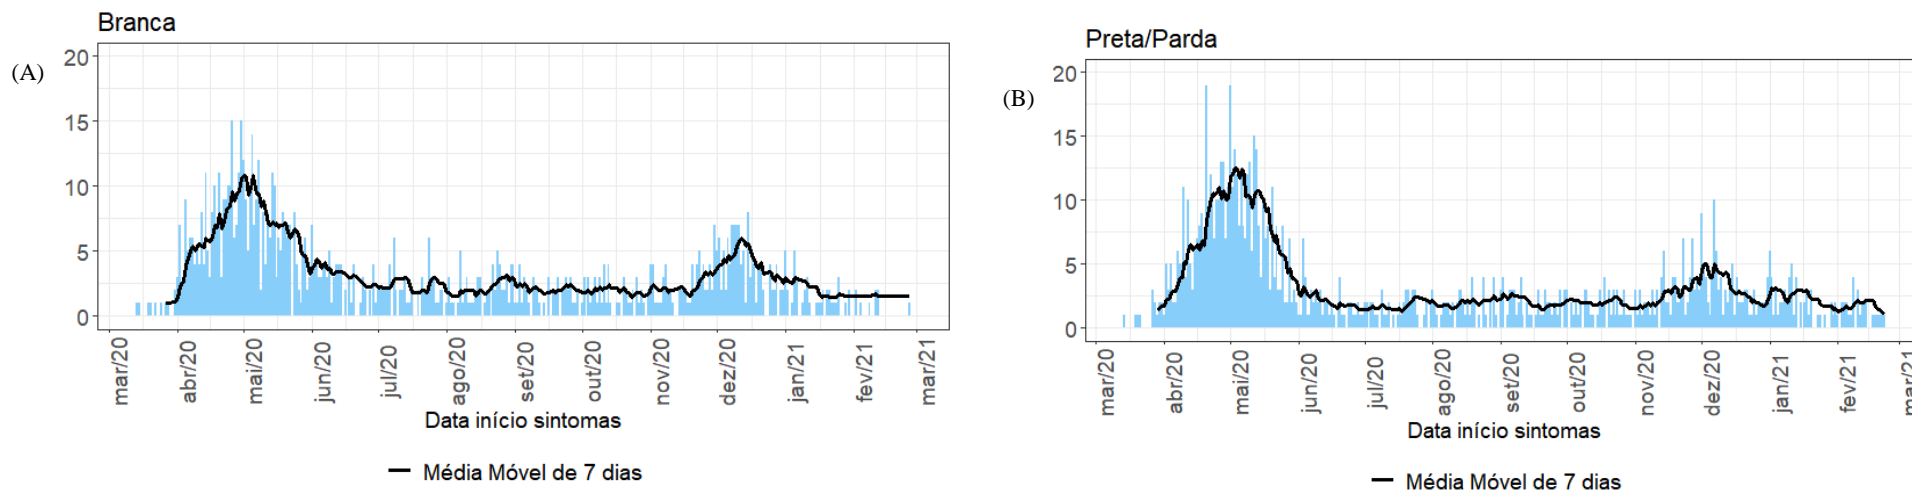 Branca
(A)
20
15
10
5
0
mar/20
abr/20
mai/20
jun/20
jul/20
ago/20
set/20
out/20
nov/20
dez/20
jan/21
fev/21
mar/21
Data início sintomas
Média Móvel de 7 dias
Preta/Parda
(B)
20
15
10
5
0
mar/20
abr/20
mai/20
jun/20
jul/20
ago/20
set/20
out/20
nov/20
dez/20
jan/21
fev/21
mar/21
Data início sintomas
Média Móvel de 7 dias